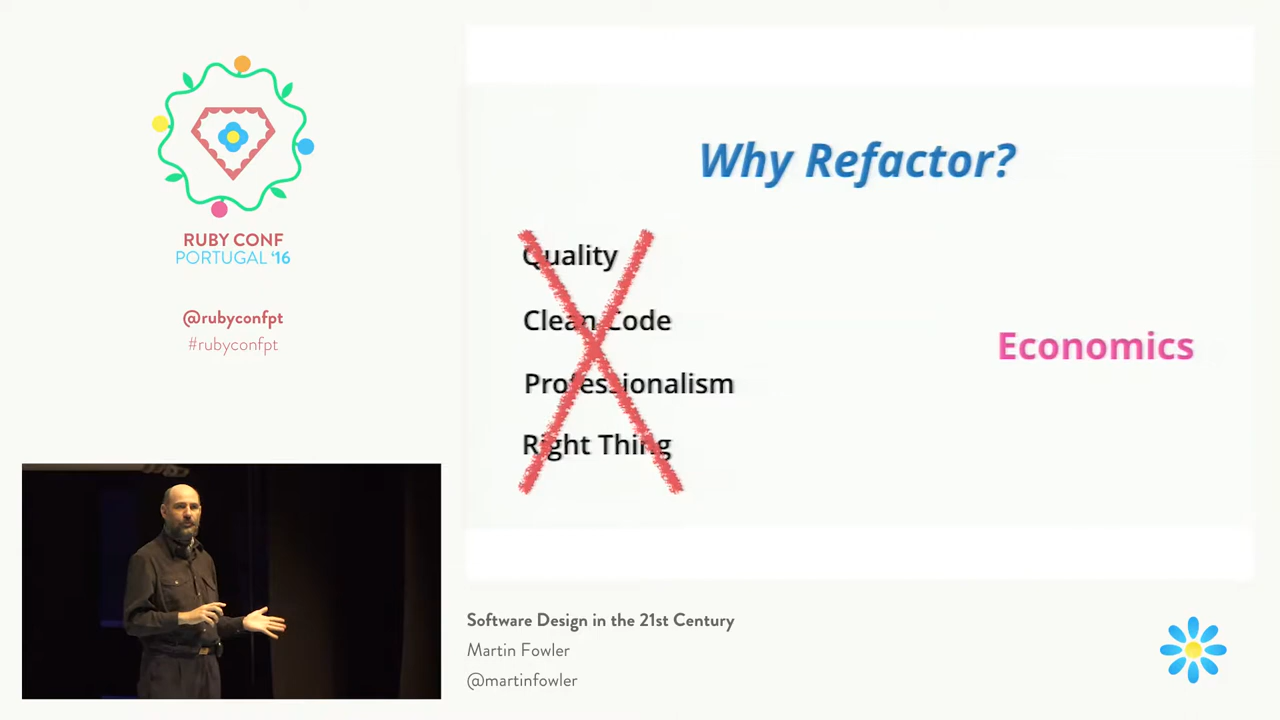 RUBY CONF
PORTUGAL '16
@rubyconfpt
#rubyconfpt
Why Refactor?
Quality
Clean Code
Professionalism
Right Thing
Economics
Software Design in the 21st Century
Martin Fowler
@martinfowler